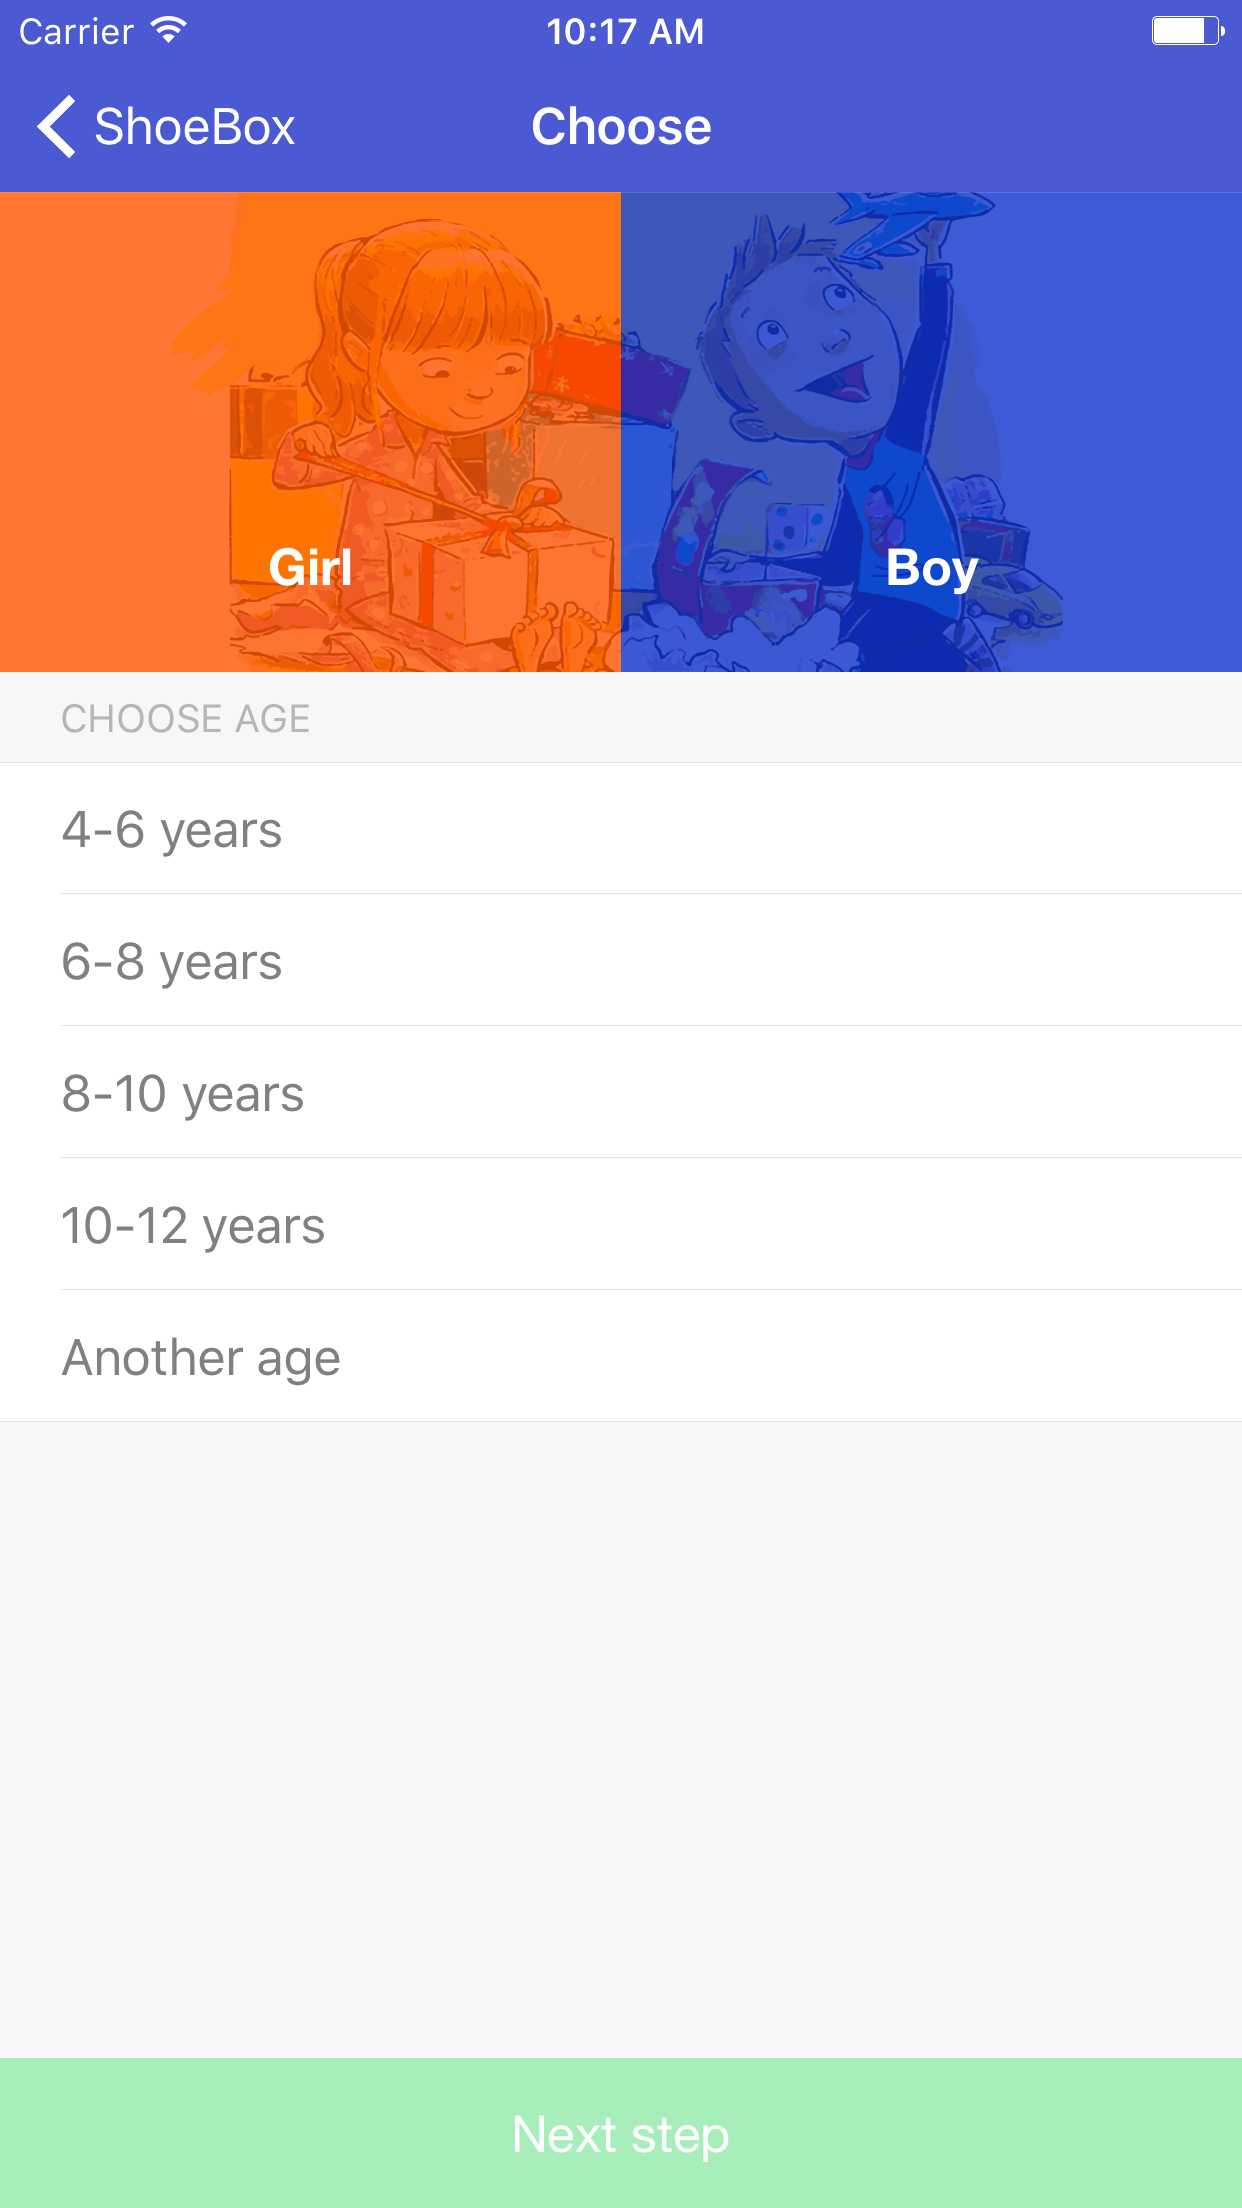 Carrier 10:17 AM
ShoeBox Choose
Girl Boy
CHOOSE AGE
4-6 years
6-8 years
8-10 years
10-12 years
Another age
Next step